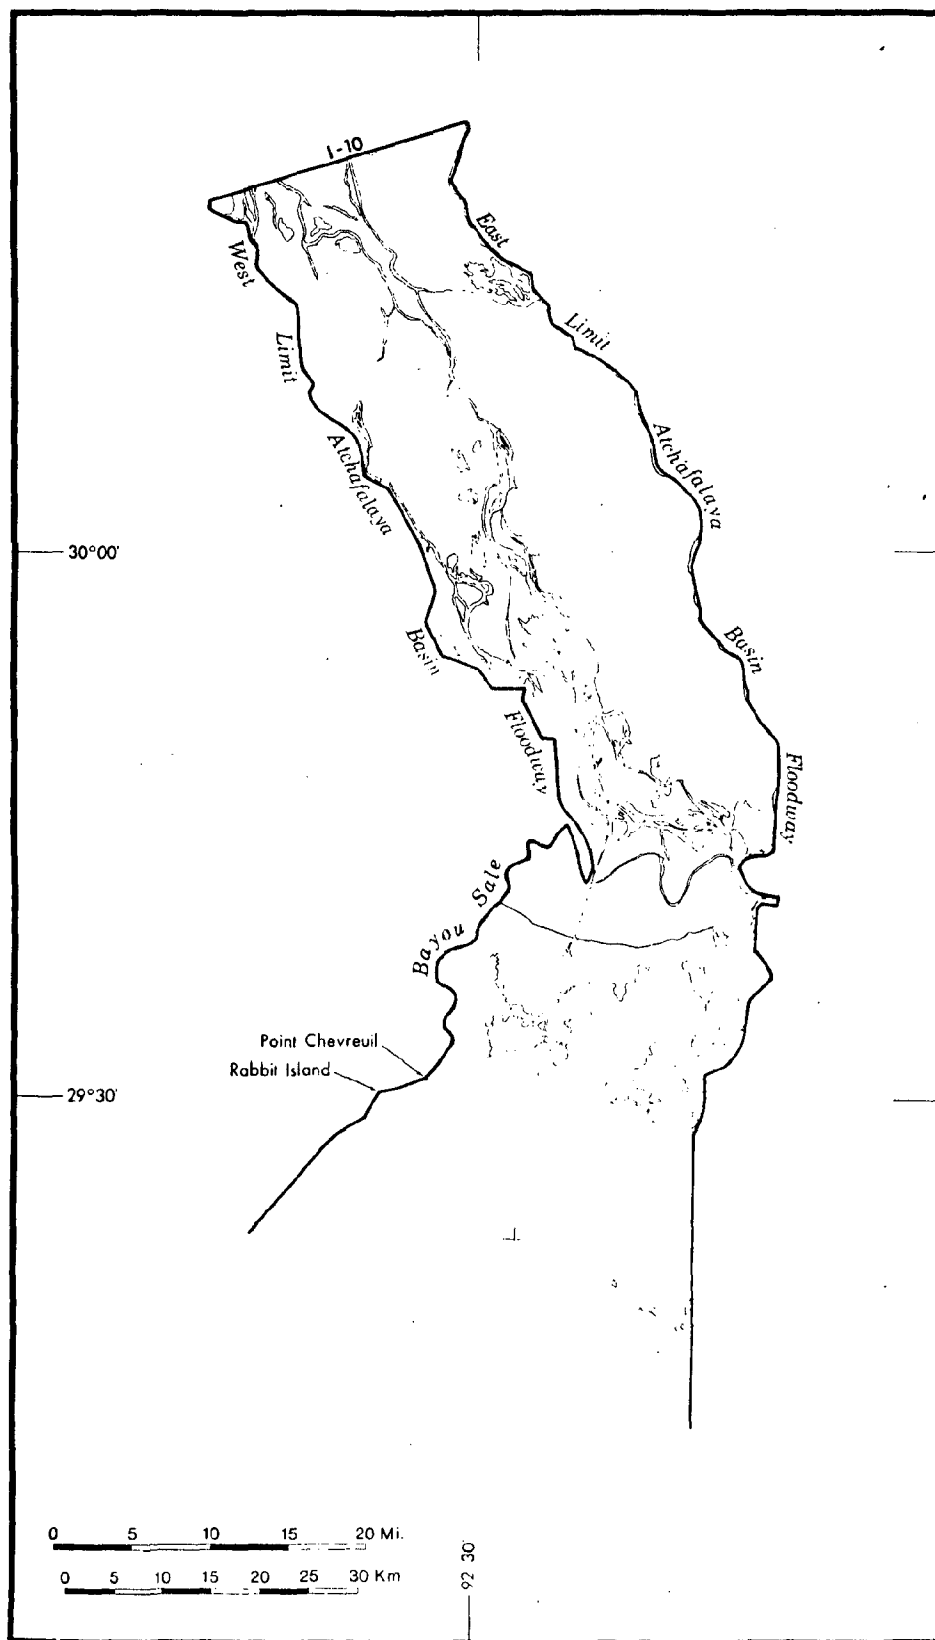 I-10
West Limit Atchafalaya Basin Floodway
East Limit Atchafalaya Basin Floodway
30°00'
Bayou Sale
Point Chevreuil
Rabbit Island
29°30'
0 5 10 15 20 Mi.
0 5 10 15 20 25 30 Km
92 30'